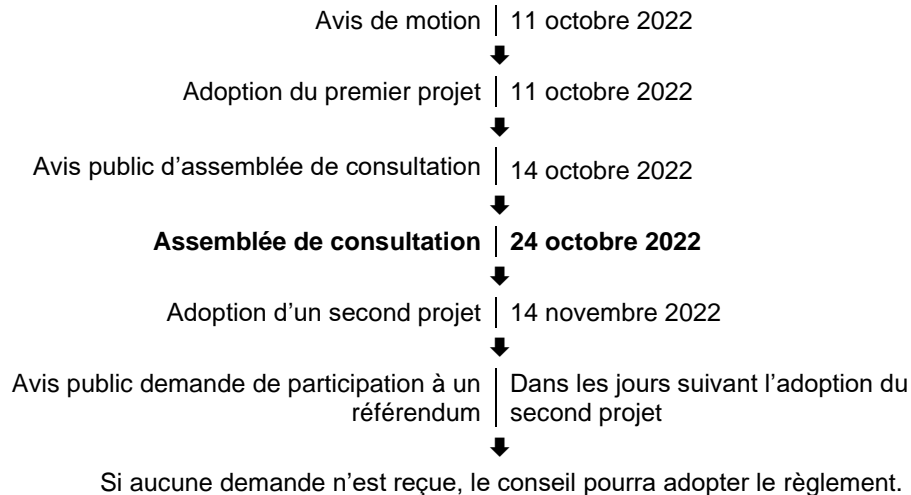 Avis de motion 11 octobre 2022
Adoption du premier projet 11 octobre 2022
Avis public d'assemblée de consultation 14 octobre 2022
Assemblée de consultation 24 octobre 2022
Adoption d'un second projet 14 novembre 2022
Avis public demande de participation à un Dans les jours suivant l'adoption du
référendum second projet
Si aucune demande n'est reçue, le conseil pourra adopter le règlement.